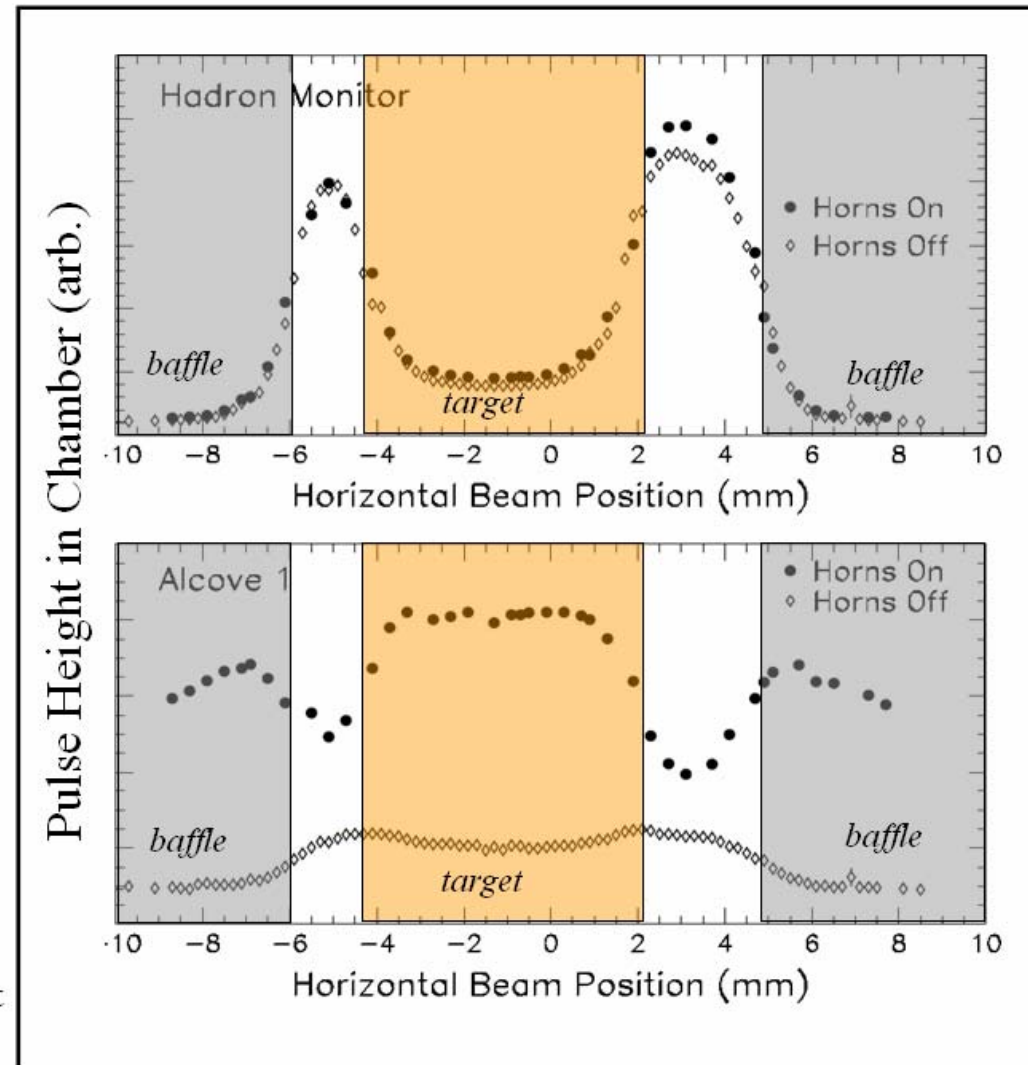 Pulse Height in Chamber (arb.)
Hadron Monitor
Horns On
Horns Off
baffle
target
baffle
-10 -8 -6 -4 -2 0 2 4 6 8 10
Horizontal Beam Position (mm)
Alcove 1
Horns On
Horns Off
baffle
target
baffle
-10 -8 -6 -4 -2 0 2 4 6 8 10
Horizontal Beam Position (mm)
t